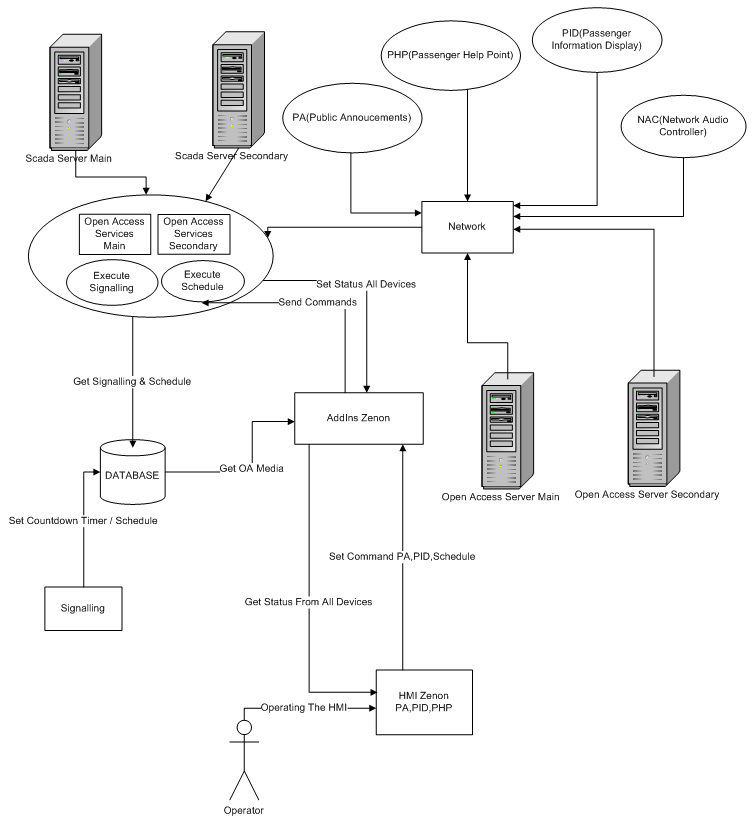 PID(Passenger
Information Display)
PHP(Passenger Help Point)
PA(Public Annoucements)
NAC(Network Audio
Controller)
Scada Server Main
Scada Server Secondary
Open Access
Services
Main
Open Access
Services
Secondary
Execute
Signalling
Execute
Schedule
Network
Set Status All Devices
Send Commands
Get Signalling & Schedule
AddIns Zenon
DATABASE
Get OA Media
Open Access Server Main
Open Access Server Secondary
Set Countdown Timer / Schedule
Set Command PA,PID,Schedule
Signalling
Get Status From All Devices
HMI Zenon
PA,PID,PHP
Operating The HMI
Operator